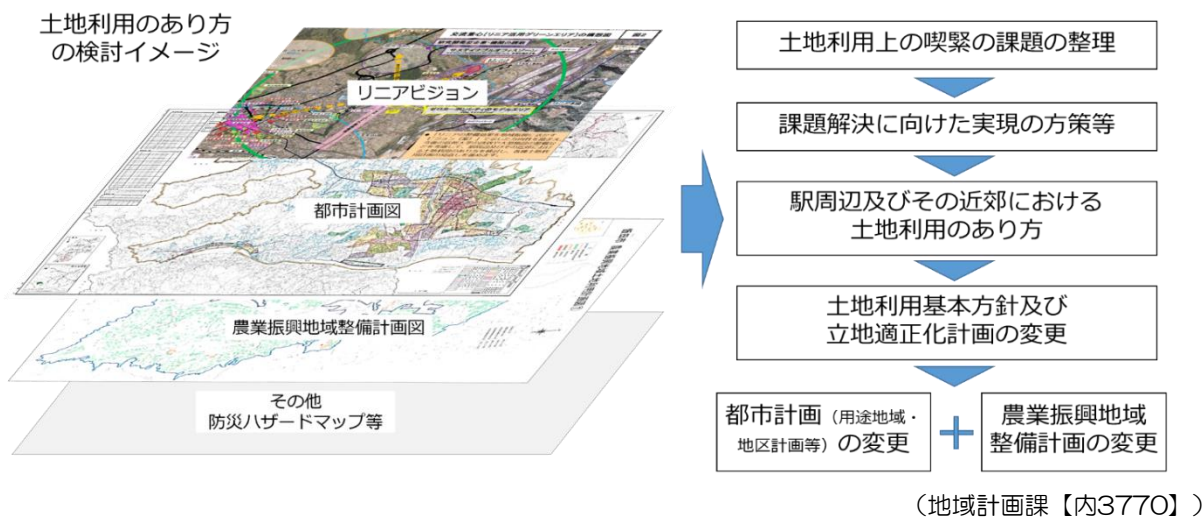 土地利用のあり方
の検討イメージ
リニアビジョン
都市計画図
農業振興地域整備計画図
その他
防災ハザードマップ等
土地利用上の喫緊の課題の整理
課題解決に向けた実現の方策等
駅周辺及びその近郊における
土地利用のあり方
土地利用基本方針及び
立地適正化計画の変更
都市計画（用途地域・
地区計画等）の変更
＋
農業振興地域
整備計画の変更
（地域計画課【内3770】）